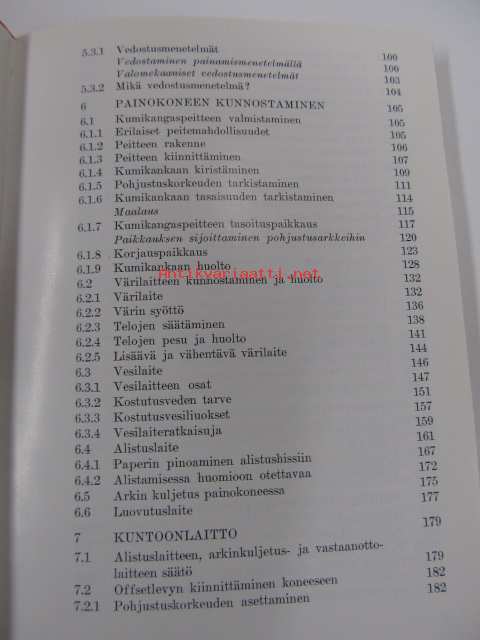 5.3.1 Vedostusmenetelmät 100
Vedostaminen painamismenetelmällä 100
Valomekaaniset vedostusmenetelmät 103
5.3.2 Mikä vedostusmenetelmä? 104
6 PAINOKONEEN KUNNOSTAMINEN 105
6.1 Kumikangaspeitteen valmistaminen 105
6.1.1 Erilaiset peitemahdollisuudet 105
6.1.2 Peitteen rakenne 106
6.1.3 Peitteen kiinnittäminen 107
6.1.4 Kumikankaan kiristäminen 109
6.1.5 Pohjustuskorkeuden tarkistaminen 111
6.1.6 Kumikankaan tasaisuuden tarkistaminen 114
Maalaus 115
6.1.7 Kumikangaspeitteen tasoituspaikkaus 117
Paikkauksen sijoittaminen pohjustusarkkeihin 120
6.1.8 Korjauspaikkaus 123
6.1.9 Kumikankaan huolto 128
Antikvariaatti.net
6.2 Värilaitteen kunnostaminen ja huolto 132
6.2.1 Värilaite 132
6.2.2 Värin syöttö 136
6.2.3 Telojen säätäminen 138
6.2.4 Telojen pesu ja huolto 141
6.2.5 Lisäävä ja vähentävä värilaite 144
6.3 Vesilaite 146
6.3.1 Vesilaitteen osat 147
6.3.2 Kostutusveden tarve 151
6.3.3 Kostutusvesiliuokset 157
6.3.4 Vesilaiteratkaisuja 159
6.4 Alistuslaite 161
6.4.1 Paperin pinoaminen alistushissiin 167
6.4.2 Alistamisessa huomioon otettavaa 172
6.5 Arkin kuljetus painokoneessa 175
6.6 Luovutuslaite 177
7 KUNTOONLAITTO 179
7.1 Alistuslaitteen, arkinkuljetus- ja vastaanotto-
laitteen säätö 179
7.2 Offsetlevyn kiinnittäminen koneeseen 182
7.2.1 Pohjustuskorkeuden asettaminen 182